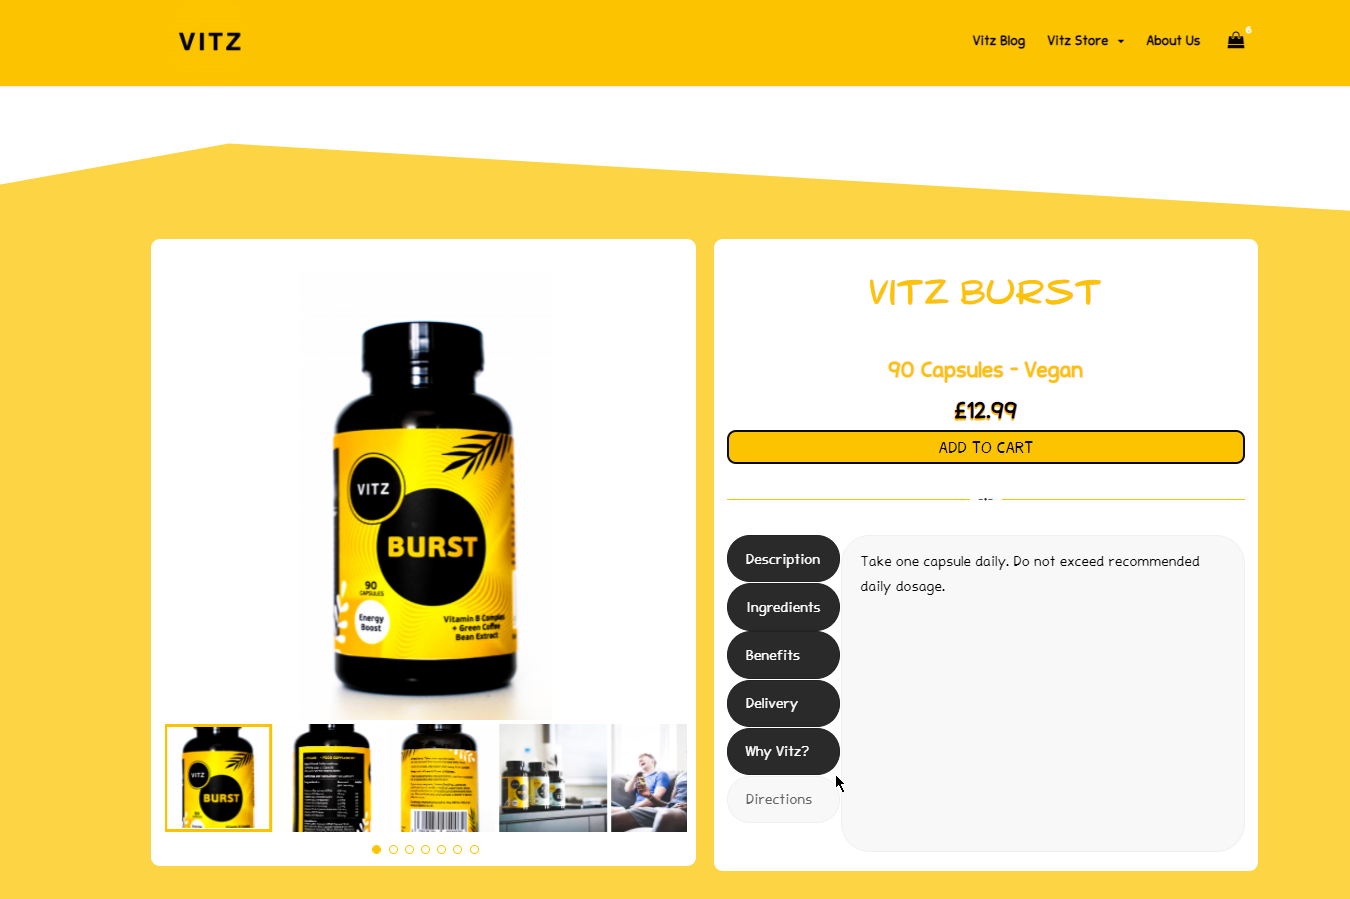 VITZ
Vitz Blog
Vitz Store
About Us
6
VITZ BURST
90 Capsules - Vegan
£12.99
ADD TO CART
VITZ
BURST
90
CAPSULES
Energy
Boost
Vitamin B Complex
+ Green Coffee
Bean Extract
Description
Ingredients
Benefits
Delivery
Why Vitz?
Directions
Take one capsule daily. Do not exceed recommended
daily dosage.
VITZ
BURST